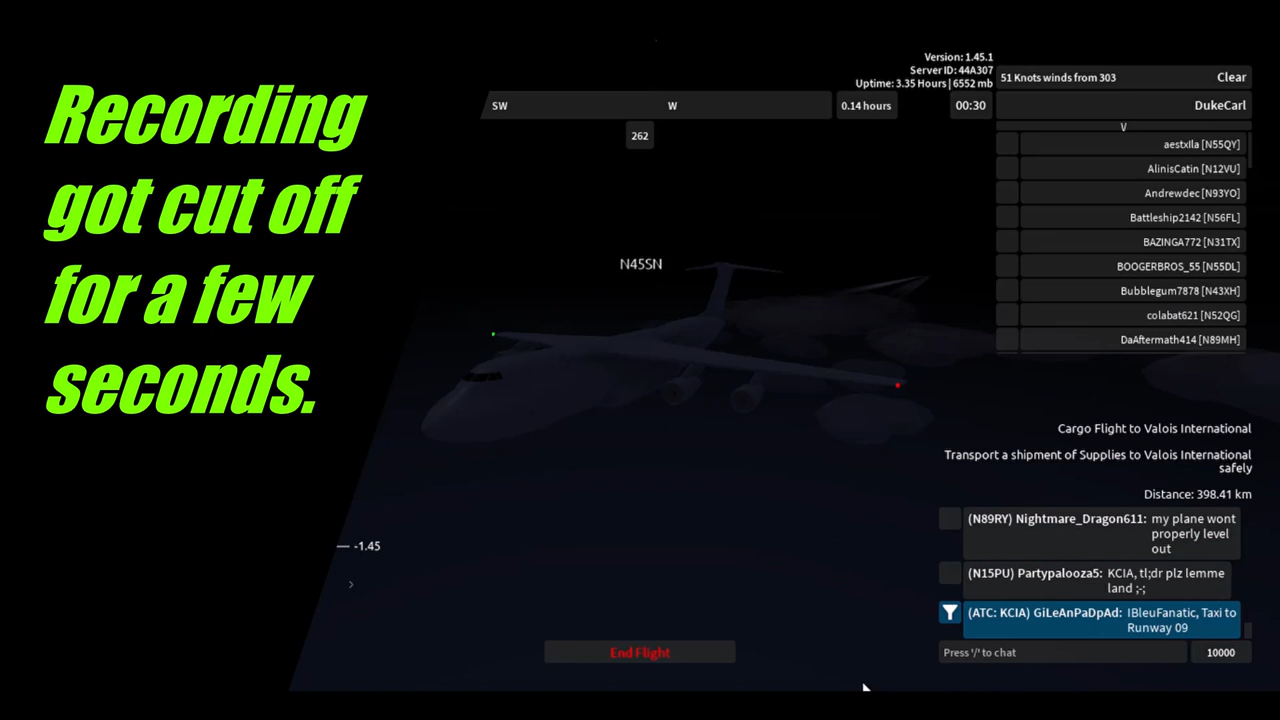 Recording
got cut off
for a few
seconds.
Version: 1.45.1
Server ID: 44A307
Uptime: 3.35 Hours | 6552 mb
51 Knots winds from 303 Clear
SW W
0.14 hours
00:30
DukeCarl
V
262
aestxlla [N55QY]
AlinisCatin [N12VU]
Andrewdec [N93YO]
Battleship2142 [N56FL]
BAZINGA772 [N31TX]
BOOGERBROS_55 [N55DL]
Bubblegum7878 [N43XH]
colabat621 [N52QG]
DaAftermath414 [N89MH]
N45SN
Cargo Flight to Valois International
Transport a shipment of Supplies to Valois International
safely
Distance: 398.41 km
(N89RY) Nightmare_Dragon611: my plane wont
properly level
out
(N15PU) Partypalooza5: KCIA, tl;dr plz lemme
land ;-;
(ATC: KCIA) GiLeAnPaDpAd: IBleuFanatic, Taxi to
Runway 09
-1.45
>
End Flight
Press '/' to chat
10000